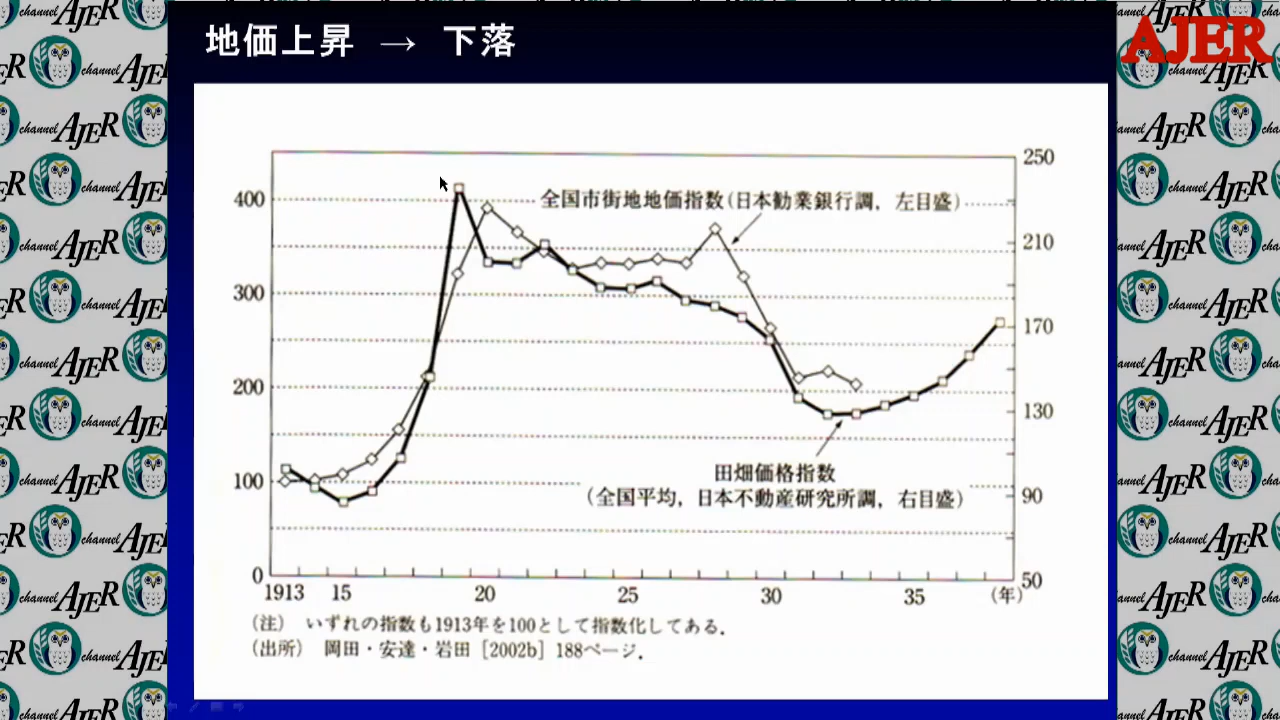 地価上昇 → 下落
AJER
250
400
全国市街地地価指数(日本勧業銀行調，左目盛)
210
300
170
200
130
田畑価格指数
(全国平均，日本不動産研究所調，右目盛)
100
90
0
50
1913 15 20 25 30 35 (年)
(注) いずれの指数も1913年を100として指数化してある．
(出所) 岡田・安達・岩田［2002b］188ページ．
channel AJER